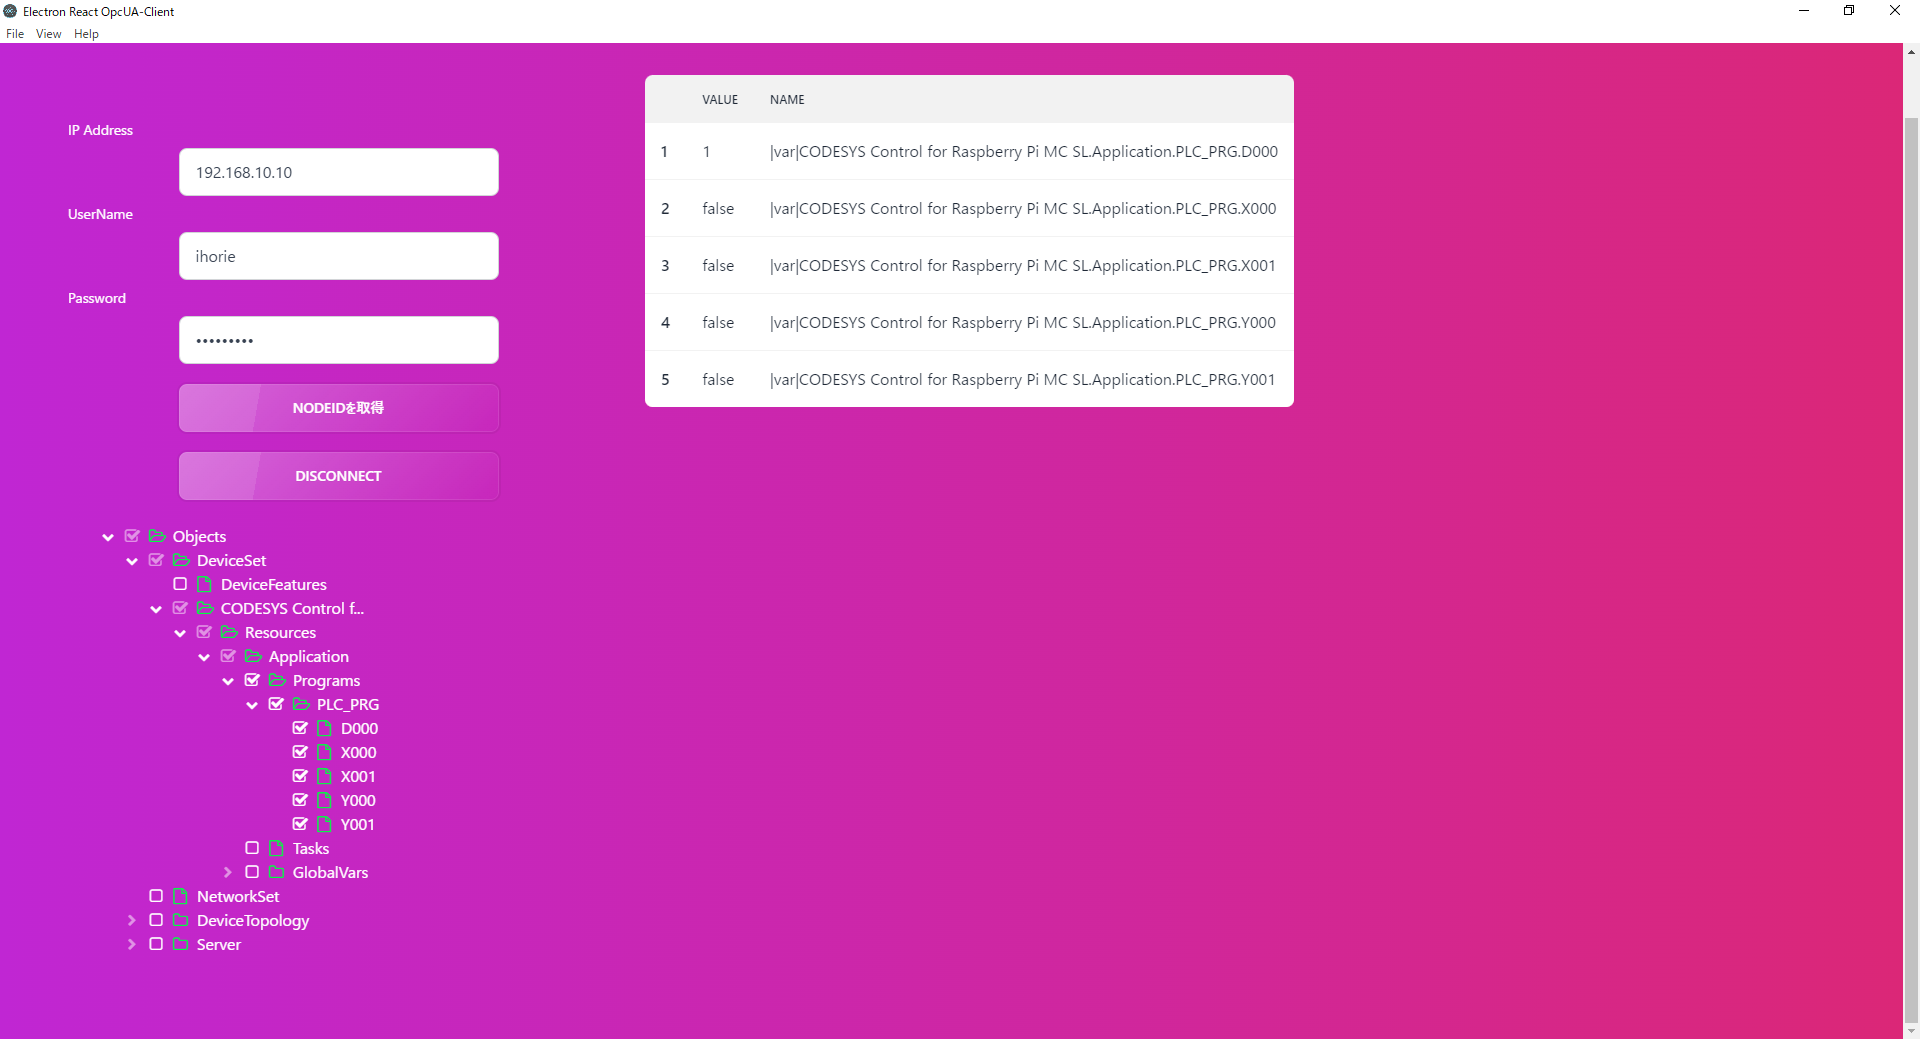 Electron React OpcUA-Client
File View Help
IP Address
192.168.10.10
UserName
ihorie
Password
•••••••••
NODEIDを取得
DISCONNECT
Objects
DeviceSet
DeviceFeatures
CODESYS Control f...
Resources
Application
Programs
PLC_PRG
D000
X000
X001
Y000
Y001
Tasks
GlobalVars
NetworkSet
DeviceTopology
Server
VALUE NAME
1 1 |var|CODESYS Control for Raspberry Pi MC SL.Application.PLC_PRG.D000
2 false |var|CODESYS Control for Raspberry Pi MC SL.Application.PLC_PRG.X000
3 false |var|CODESYS Control for Raspberry Pi MC SL.Application.PLC_PRG.X001
4 false |var|CODESYS Control for Raspberry Pi MC SL.Application.PLC_PRG.Y000
5 false |var|CODESYS Control for Raspberry Pi MC SL.Application.PLC_PRG.Y001